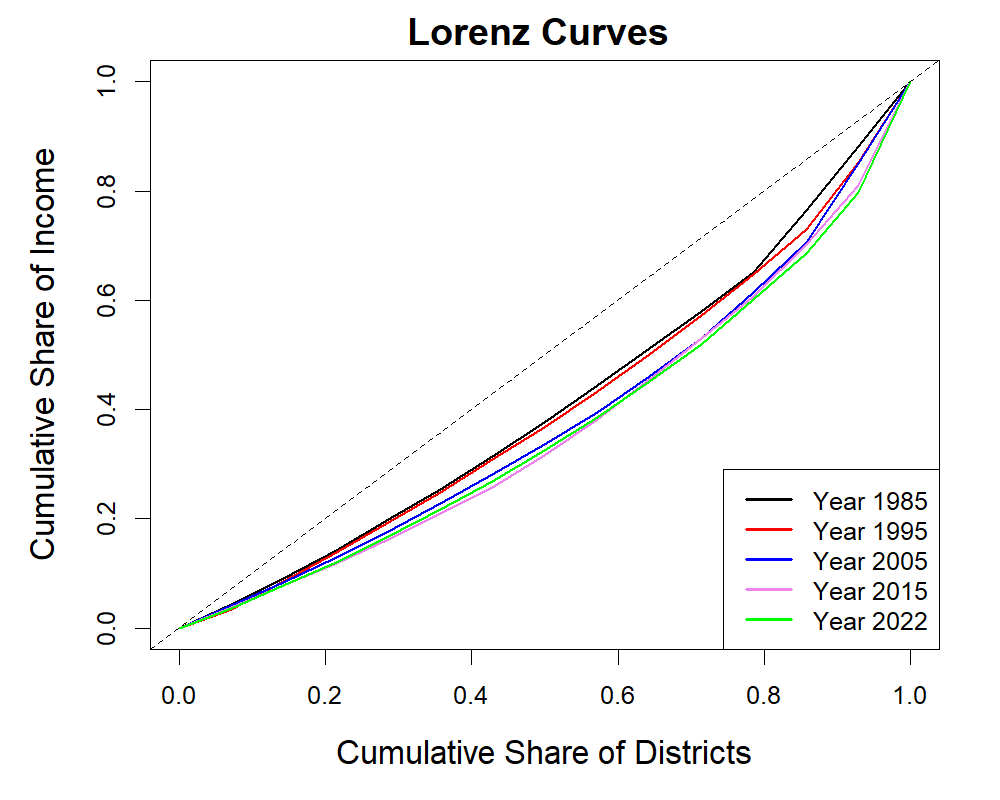 Lorenz Curves
Cumulative Share of Income
1.0
0.8
0.6
0.4
0.2
0.0
Year 1985
Year 1995
Year 2005
Year 2015
Year 2022
0.0 0.2 0.4 0.6 0.8 1.0
Cumulative Share of Districts